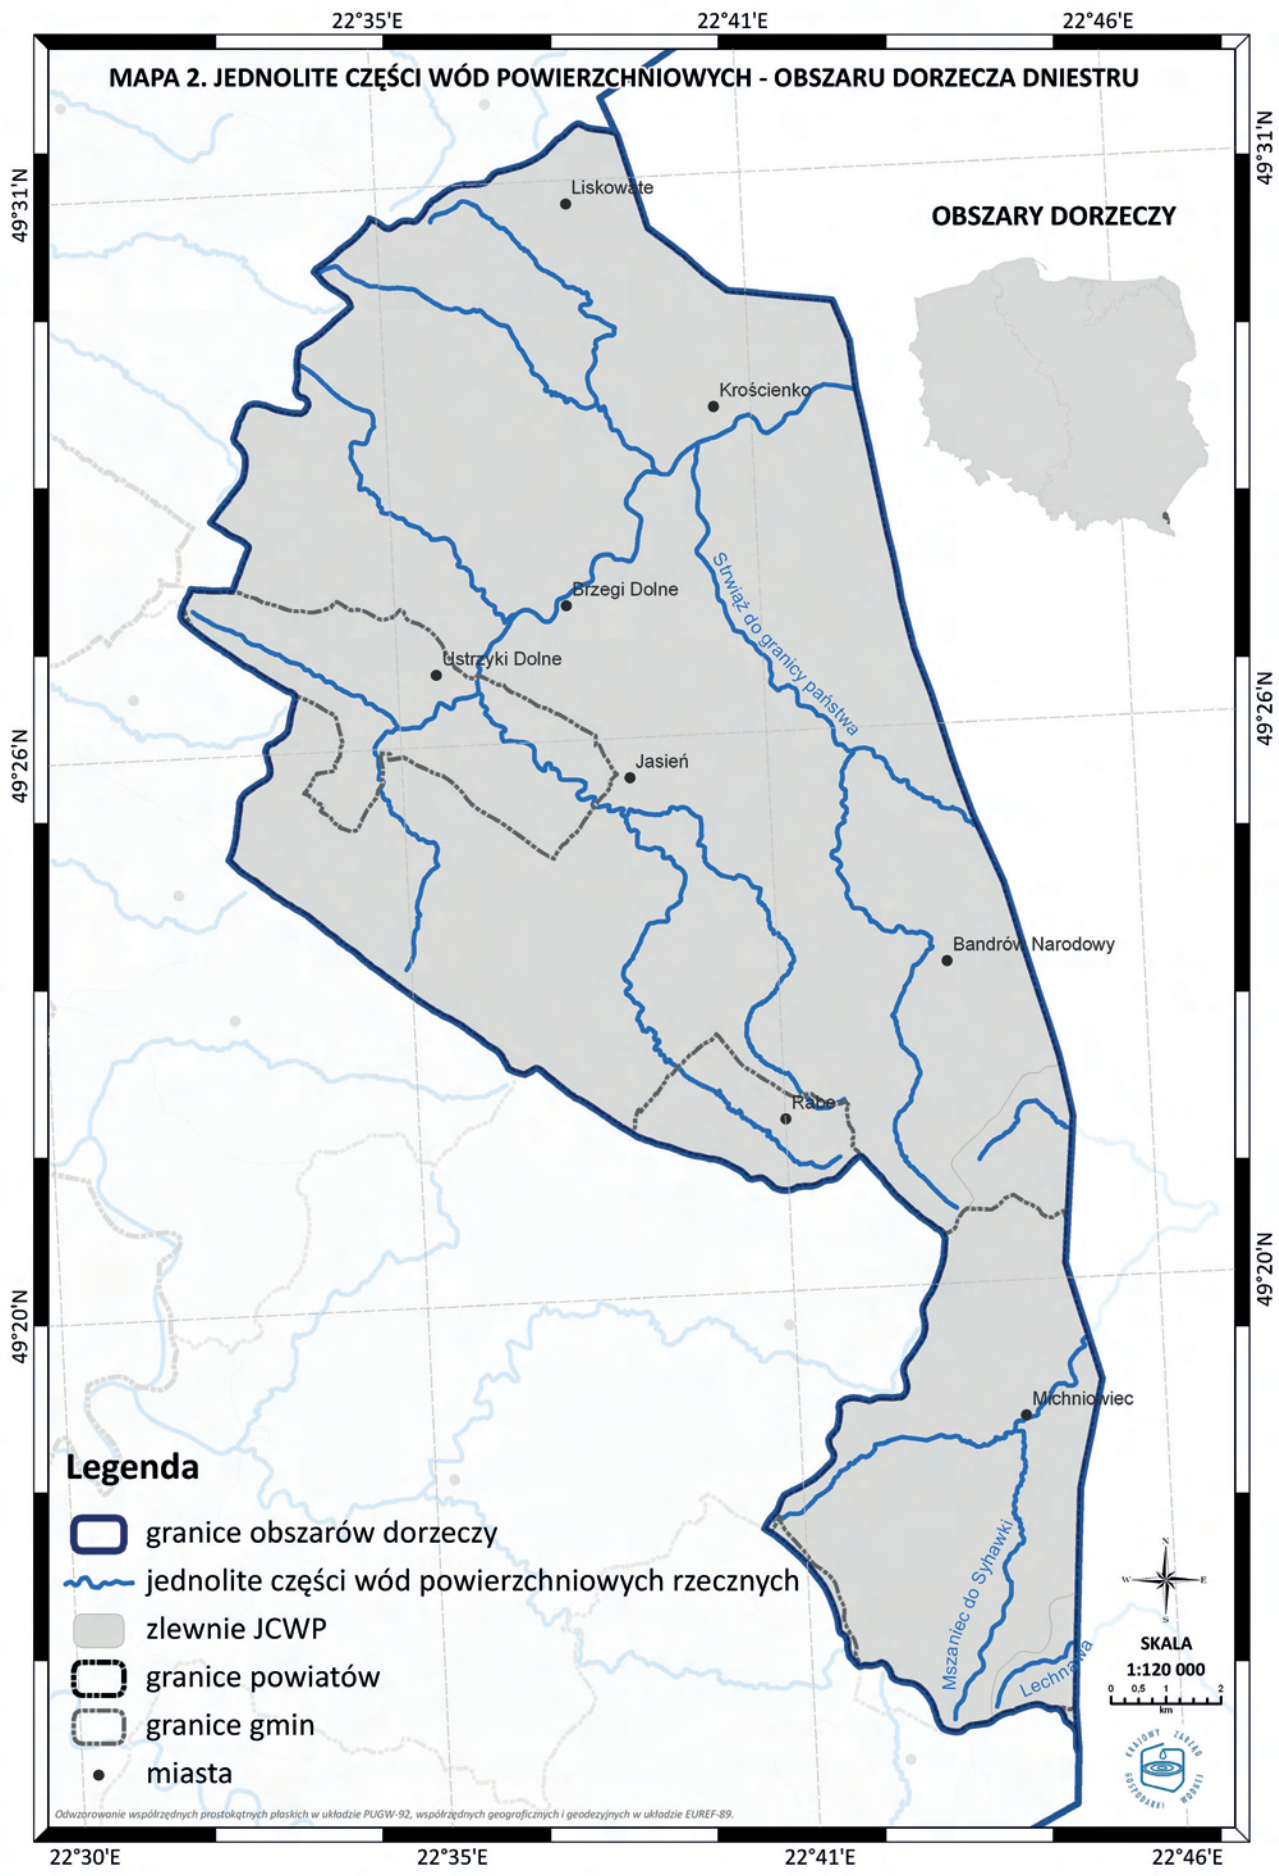 22°35'E
22°41'E
22°46'E
MAPA 2. JEDNOLITE CZĘŚCI WÓD POWIERZCHNIOWYCH - OBSZARU DORZECZA DNIESTRU
49°31'N
49°31'N
Liskowate
OBSZARY DORZECZY
Krościenko
Strwiąż do granicy państwa
Brzegi Dolne
Ustrzyki Dolne
49°26'N
49°26'N
Jasień
Bandrów Narodowy
Rabe
49°20'N
49°20'N
Michniowiec
Mszaniec do Syhawki
Lechnawa
Legenda
granice obszarów dorzeczy
jednolite części wód powierzchniowych rzecznych
zlewnie JCWP
granice powiatów
granice gmin
miasta
N
W E
S
SKALA
1:120 000
0 0,5 1 2
km
KRAJOWY ZARZĄD
GOSPODARKI WODNEJ
Odwzorowanie współrzędnych prostokątnych płaskich w układzie PUGW-92, współrzędnych geograficznych i geodezyjnych w układzie EUREF-89.
22°30'E
22°35'E
22°41'E
22°46'E